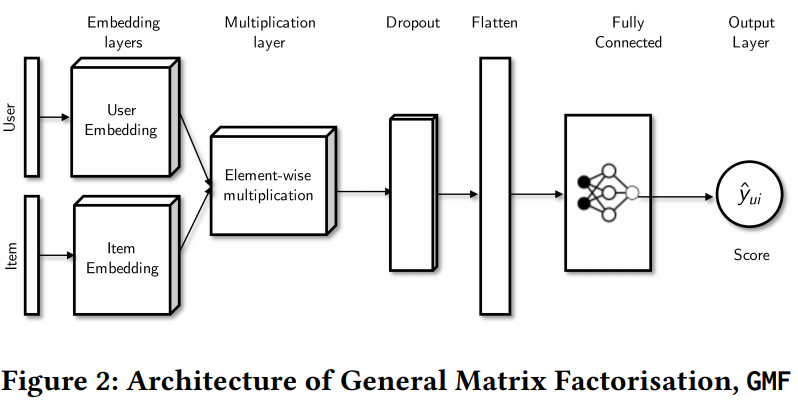 Embedding
layers
Multiplication
layer
Dropout
Flatten
Fully
Connected
Output
Layer
User
User
Embedding
Element-wise
multiplication
ŷui
Item
Item
Embedding
Score
Figure 2: Architecture of General Matrix Factorisation, GMF